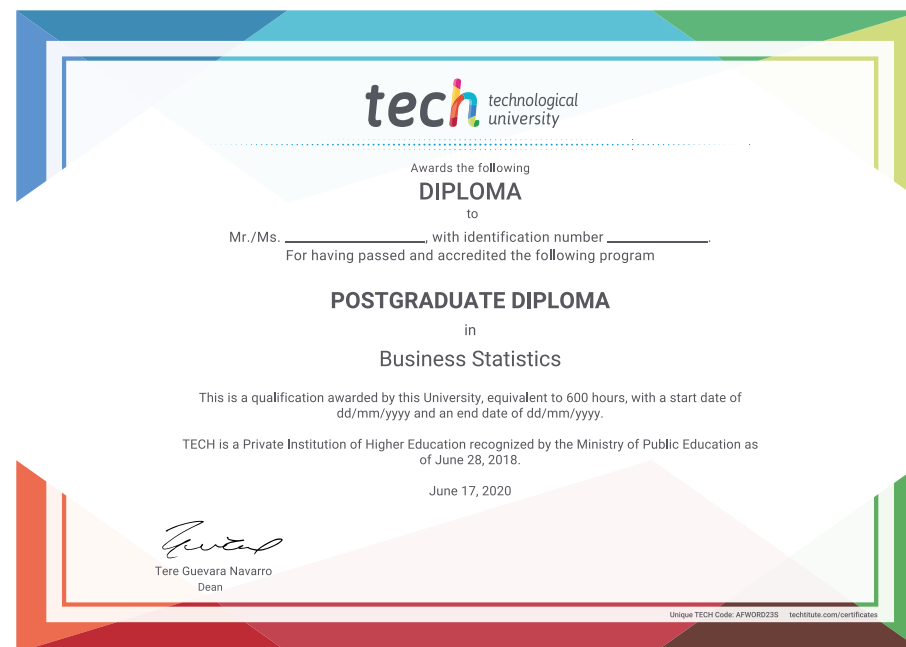 tech technological
university
Awards the following
DIPLOMA
to
Mr./Ms. ____________________, with identification number ______________.
For having passed and accredited the following program
POSTGRADUATE DIPLOMA
in
Business Statistics
This is a qualification awarded by this University, equivalent to 600 hours, with a start date of
dd/mm/yyyy and an end date of dd/mm/yyyy.
TECH is a Private Institution of Higher Education recognized by the Ministry of Public Education as
of June 28, 2018.
June 17, 2020
Tere Guevara Navarro
Dean
Unique TECH Code: AFWORD23S techtitute.com/certificates